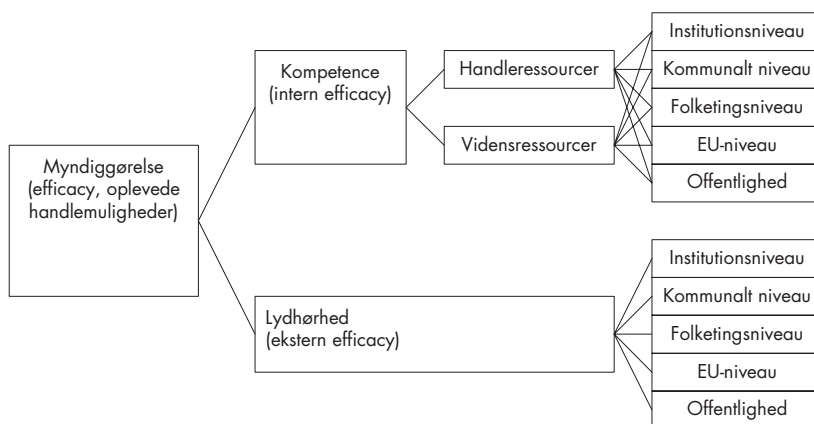 Myndiggørelse
(efficacy, oplevede
handlemuligheder)
Kompetence
(intern efficacy)
Handleressourcer
Vidensressourcer
Institutionsniveau
Kommunalt niveau
Folketingsniveau
EU-niveau
Offentlighed
Lydhørhed
(ekstern efficacy)
Institutionsniveau
Kommunalt niveau
Folketingsniveau
EU-niveau
Offentlighed